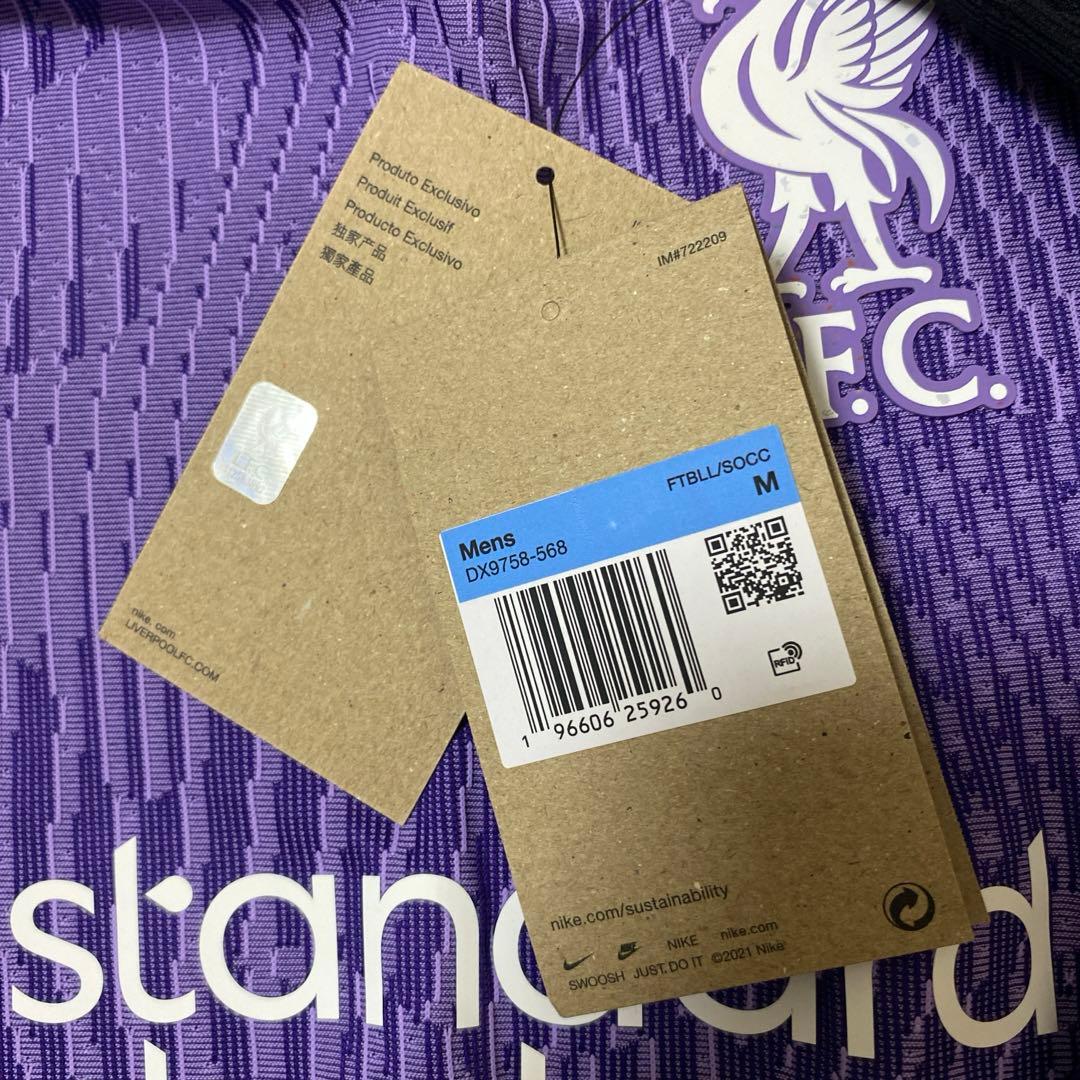 Produto Exclusivo
Produit Exclusif
Producto Exclusivo
独家产品
獨家產品
nike. com
LIVERPOOLFC.COM
IM#722209
FTBLL/SOCC
M
Mens
DX9758-568
RFID
1 96606 25926 0
nike.com/sustainability
NIKE nike.com
SWOOSH JUST DO IT ©2021 Nike
F.C.
standard